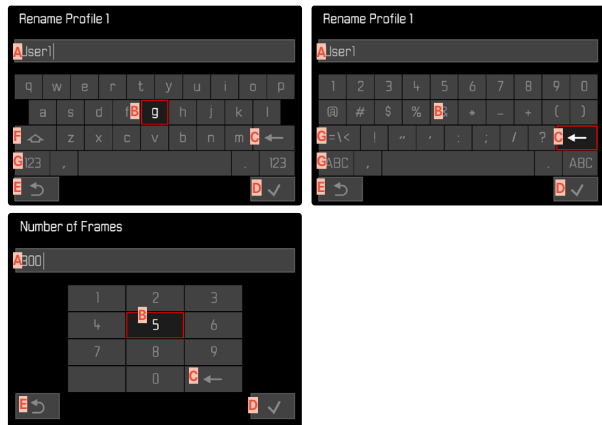 Rename Profile 1
A User1
q w e r t y u i o p
a s d f B g h j k l
F z x c v b n m C ←
G 123 , . 123
E D ✓
Rename Profile 1
A User1
1 2 3 4 5 6 7 8 9 0
@ # $ % B & * - + ( )
G =\< ! " ' : ; / ? C ←
G ABC , . ABC
E D ✓
Number of Frames
A 300
1 2 3
B
4 5 6
7 8 9
0 C ←
E D ✓